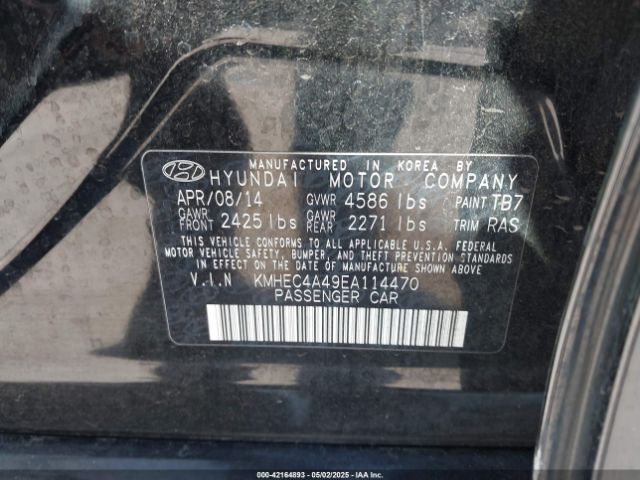 MANUFACTURED IN KOREA BY
HYUNDAI MOTOR COMPANY
APR/08/14 GVWR 4586 lbs PAINT TB7
GAWR FRONT 2425 lbs GAWR REAR 2271 lbs TRIM RAS
THIS VEHICLE CONFORMS TO ALL APPLICABLE U.S.A. FEDERAL
MOTOR VEHICLE SAFETY, BUMPER, AND THEFT PREVENTION STANDARDS
IN EFFECT ON THE DATE OF MANUFACTURE SHOWN ABOVE
V.I.N KMHEC4A49EA114470
PASSENGER CAR
000-42164893 - 05/02/2025 - IAAI.COM